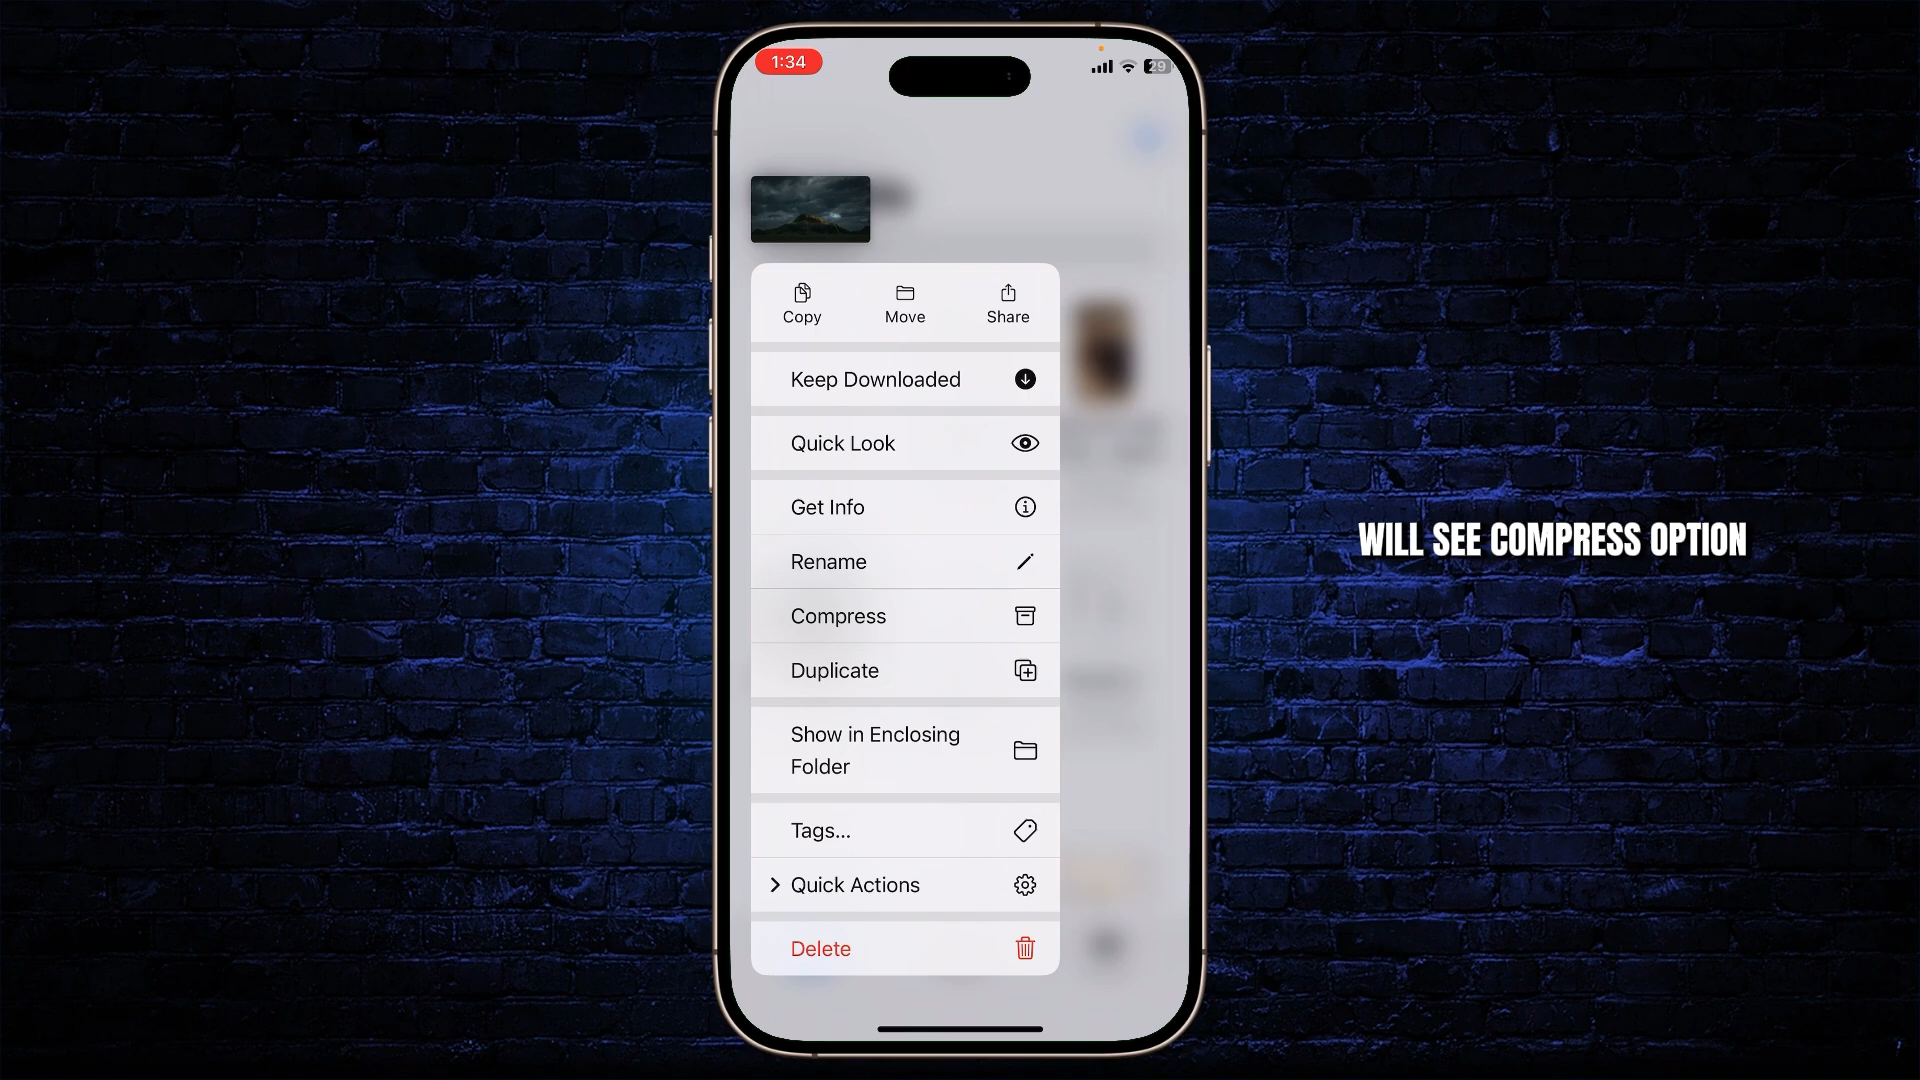 1:34
29
Copy
Move
Share
Keep Downloaded
Quick Look
Get Info
Rename
Compress
Duplicate
Show in Enclosing
Folder
Tags...
Quick Actions
Delete
WILL SEE COMPRESS OPTION